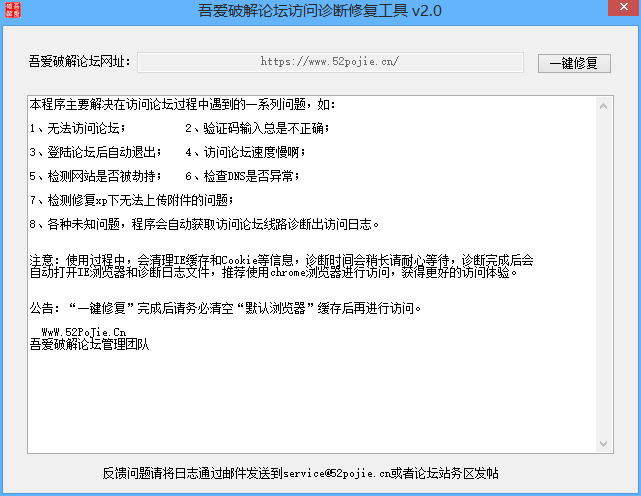 吾爱破解论坛访问诊断修复工具 v2.0
吾爱破解论坛网址: https://www.52pojie.cn/ 一键修复
本程序主要解决在访问论坛过程中遇到的一系列问题，如:
1、无法访问论坛; 2、验证码输入总是不正确;
3、登陆论坛后自动退出; 4、访问论坛速度慢啊;
5、检测网站是否被劫持; 6、检查DNS是否异常;
7、检测修复xp下无法上传附件的问题;
8、各种未知问题，程序会自动获取访问论坛线路诊断出访问日志。
注意: 使用过程中，会清理IE缓存和Cookie等信息，诊断时间会稍长请耐心等待，诊断完成后会
自动打开IE浏览器和诊断日志文件，推荐使用chrome浏览器进行访问，获得更好的访问体验。
公告: “一键修复”完成后请务必清空“默认浏览器”缓存后再进行访问。
WwW.52PoJie.Cn
吾爱破解论坛管理团队
反馈问题请将日志通过邮件发送到service@52pojie.cn或者论坛站务区发帖